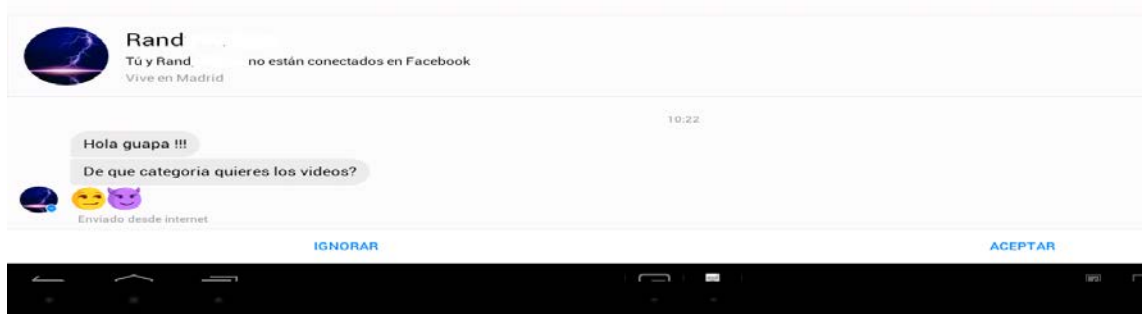 Rand
Tú y Rand no están conectados en Facebook
Vive en Madrid
10:22
Hola guapa !!!
De que categoria quieres los videos?
Enviado desde internet
IGNORAR
ACEPTAR